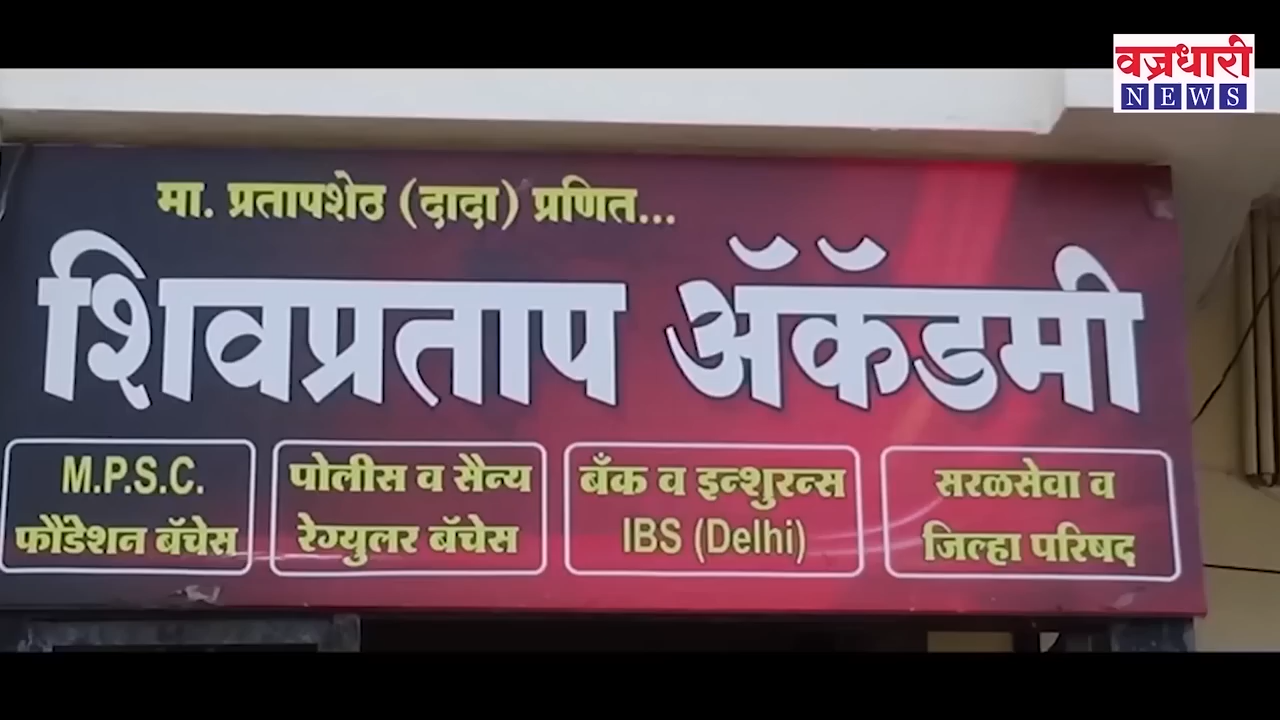 वज्रधारी
NEWS
मा. प्रतापशेठ (दादा) प्रणित...
शिवप्रताप ॲकॅडमी
M.P.S.C.
फौंडेशन बॅचेस
पोलीस व सैन्य
रेग्युलर बॅचेस
बँक व इन्शुरन्स
IBS (Delhi)
सरळसेवा व
जिल्हा परिषद